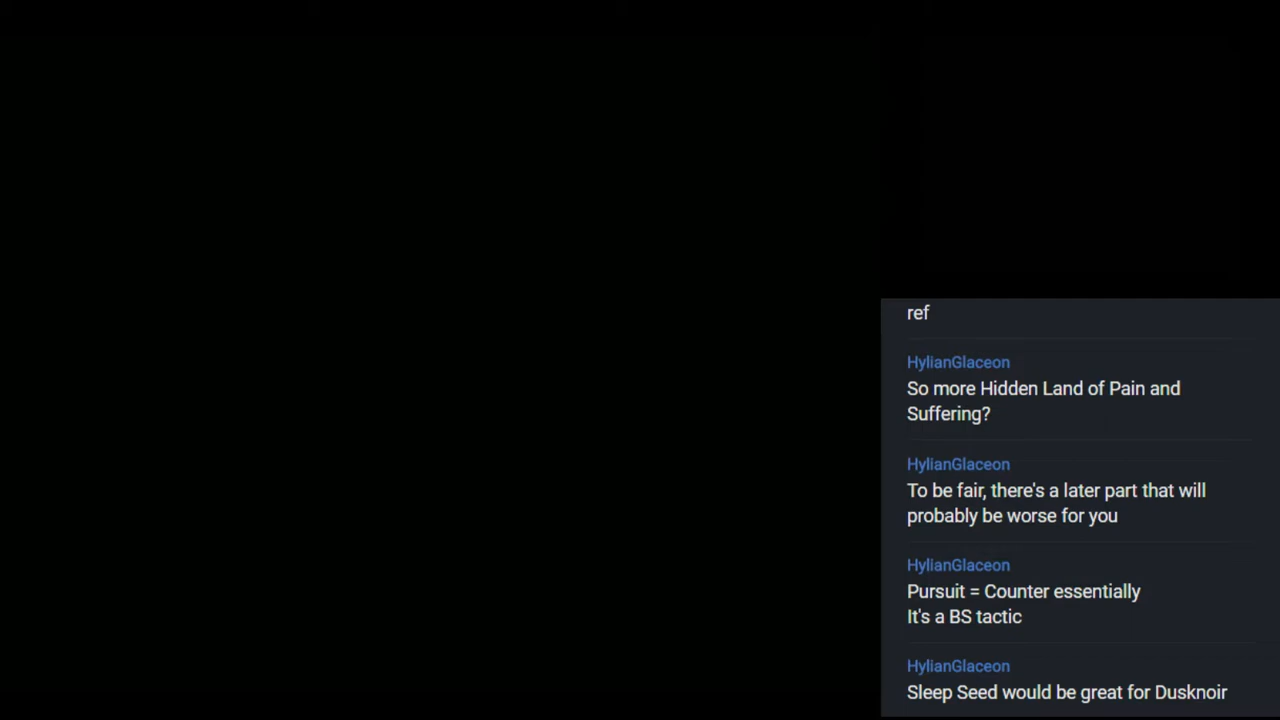 ref
HylianGlaceon
So more Hidden Land of Pain and
Suffering?
HylianGlaceon
To be fair, there's a later part that will
probably be worse for you
HylianGlaceon
Pursuit = Counter essentially
It's a BS tactic
HylianGlaceon
Sleep Seed would be great for Dusknoir